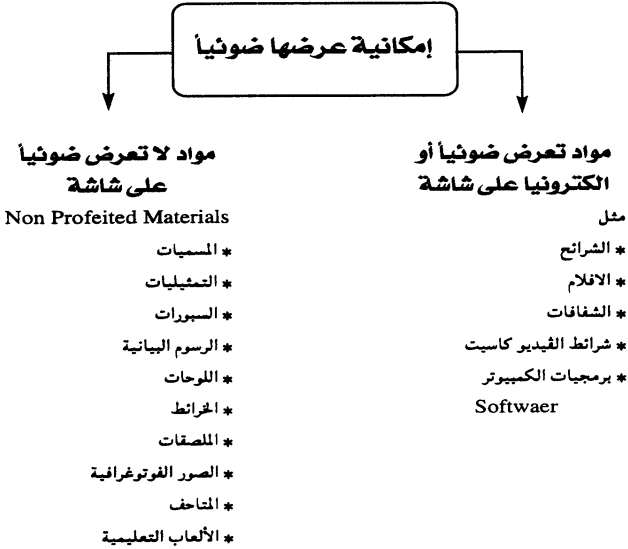 إمكانية عرضها ضوئياً
مواد تعرض ضوئياً أو
الكترونيا على شاشة
مثل
* الشرائح
* الافلام
* الشفافات
* شرائط الڤيديو كاسيت
* برمجيات الكمبيوتر
Softwaer
مواد لا تعرض ضوئياً
على شاشة
Non Profeited Materials
* المسميات
* التمثيليات
* السبورات
* الرسوم البيانية
* اللوحات
* الخرائط
* الملصقات
* الصور الفوتوغرافية
* المتاحف
* الألعاب التعليمية